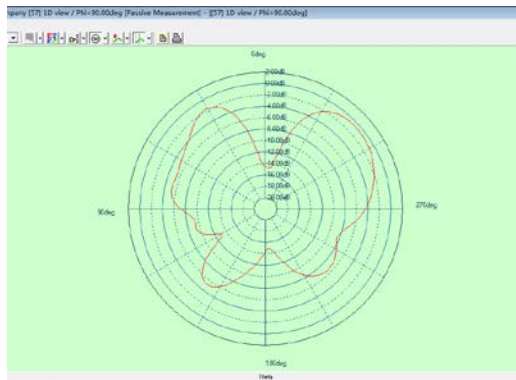 mpany [57] 1D view / Phi=90.00deg [Passive Measurement] - [[57] 1D view / Phi=90.00deg]
0deg
2.00dB
0.00dB
-2.00dB
-4.00dB
-6.00dB
-8.00dB
-10.00dB
-12.00dB
-14.00dB
-16.00dB
-18.00dB
-20.00dB
90deg
270deg
180deg
Theta